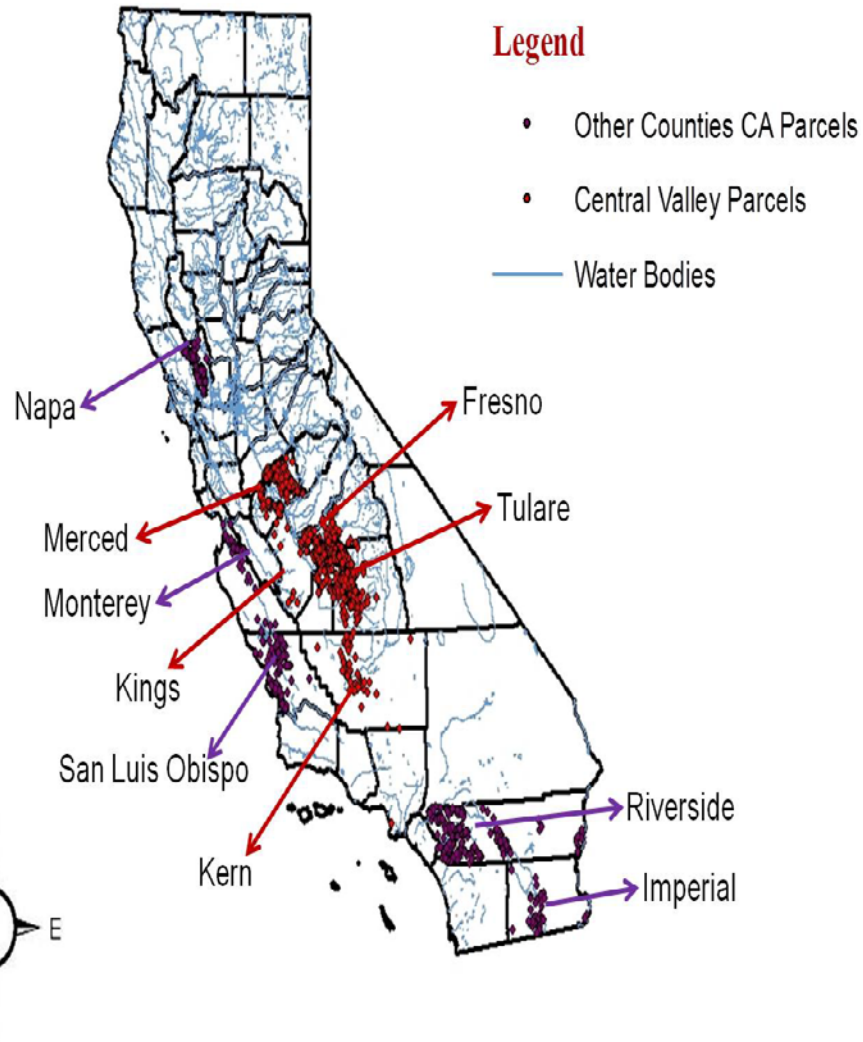 Legend
Other Counties CA Parcels
Central Valley Parcels
Water Bodies
Napa
Fresno
Tulare
Merced
Monterey
Kings
San Luis Obispo
Riverside
Kern
Imperial
E